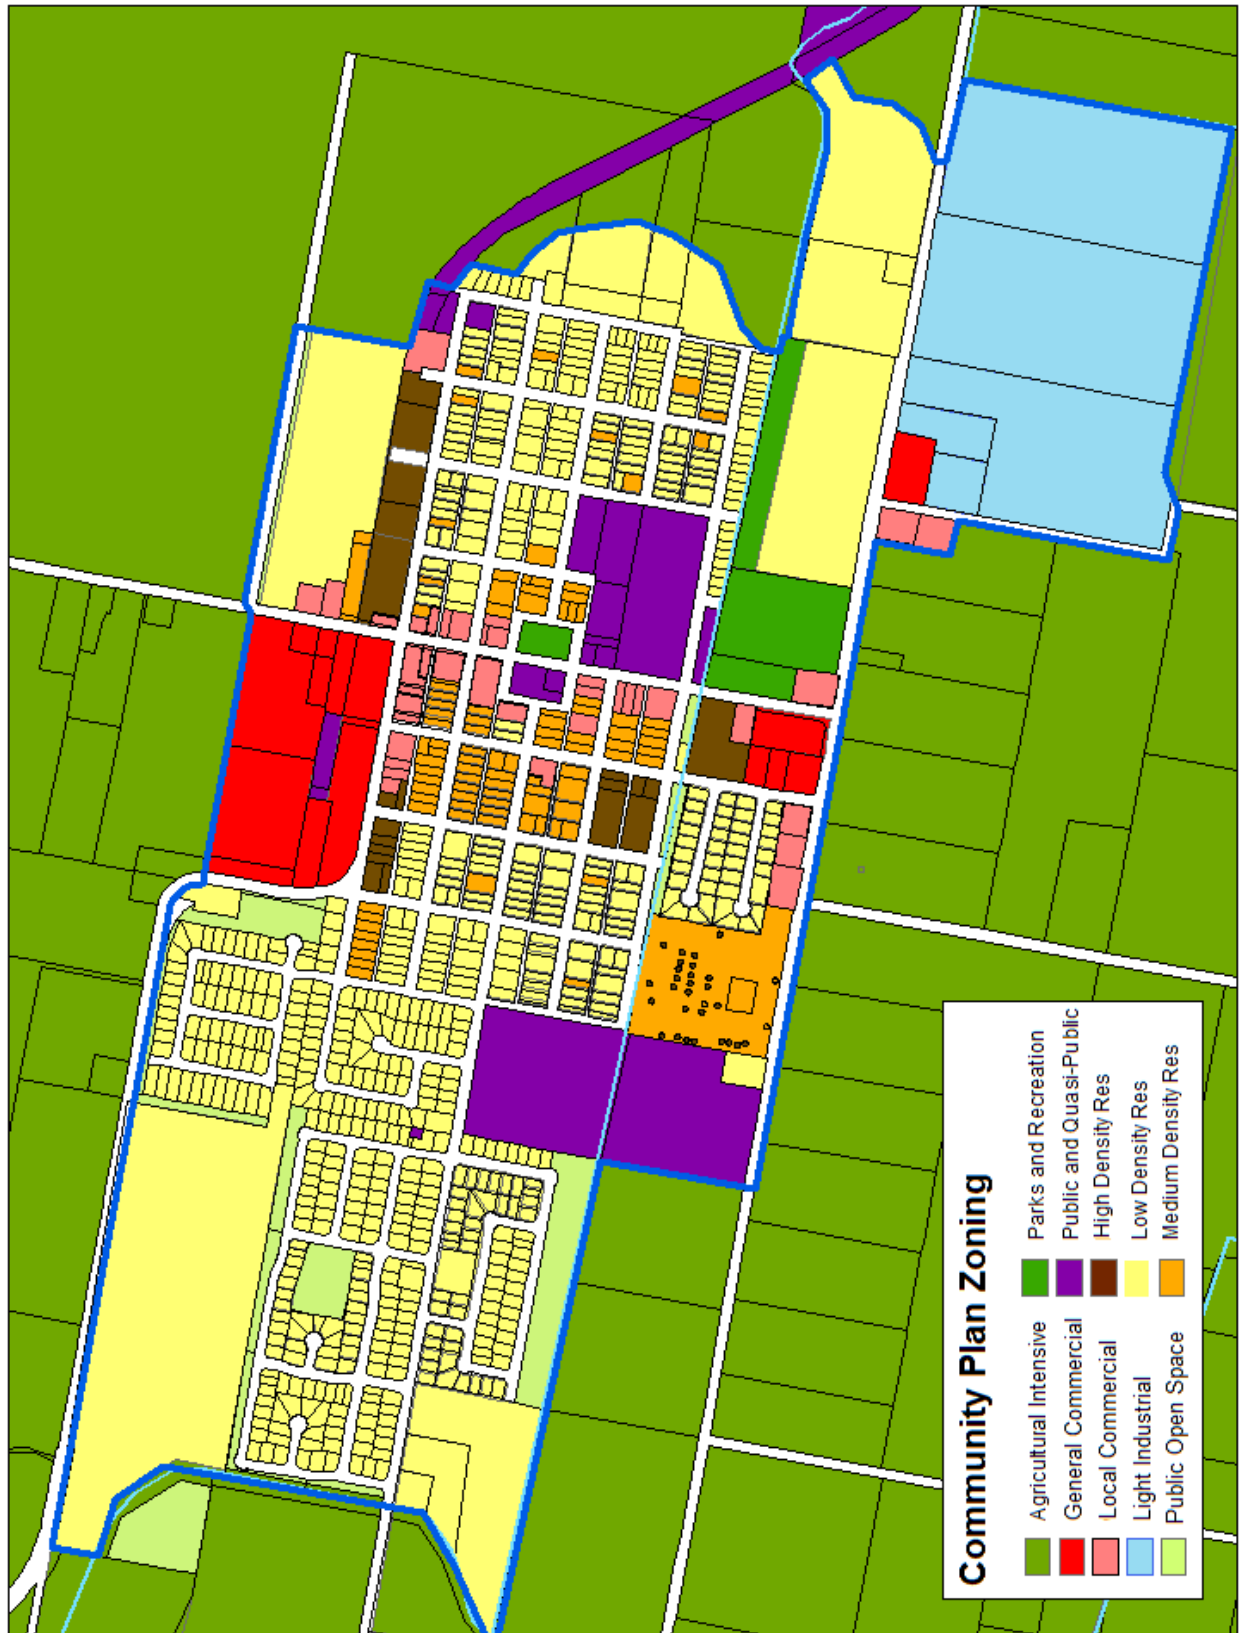 Community Plan Zoning
Agricultural Intensive
General Commercial
Local Commercial
Light Industrial
Public Open Space
Parks and Recreation
Public and Quasi-Public
High Density Res
Low Density Res
Medium Density Res